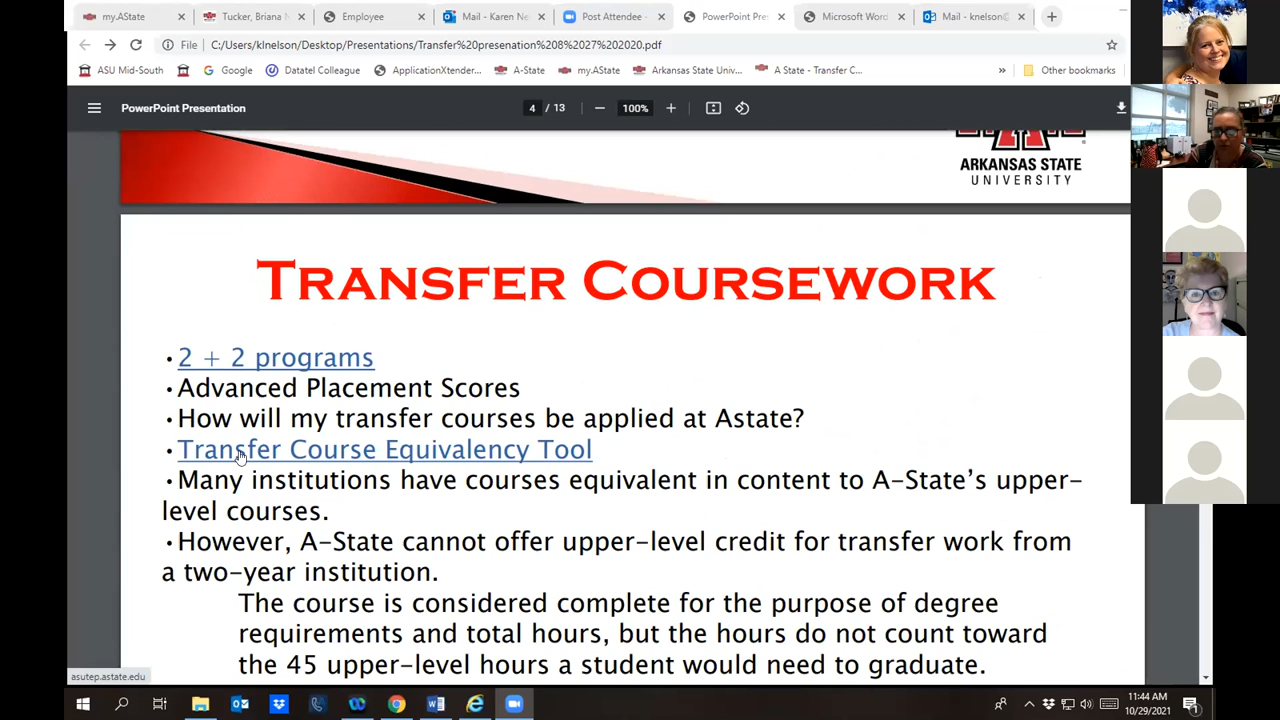 my.AState
Tucker, Briana N
Employee
Mail - Karen Ne
Post Attendee -
PowerPoint Pres
Microsoft Word
Mail - knelson@
File
C:/Users/klnelson/Desktop/Presentations/Transfer%20presenation%208%2027%202020.pdf
ASU Mid-South
Google
Datatel Colleague
ApplicationXtender...
A-State
my.AState
Arkansas State Univ...
A State - Transfer C...
»
Other bookmarks
PowerPoint Presentation
4 / 13
100%
ARKANSAS STATE
UNIVERSITY
TRANSFER COURSEWORK
•2 + 2 programs
•Advanced Placement Scores
•How will my transfer courses be applied at Astate?
•Transfer Course Equivalency Tool
•Many institutions have courses equivalent in content to A-State's upper-
level courses.
•However, A-State cannot offer upper-level credit for transfer work from
a two-year institution.
The course is considered complete for the purpose of degree
requirements and total hours, but the hours do not count toward
the 45 upper-level hours a student would need to graduate.
asutep.astate.edu
11:44 AM
10/29/2021
1